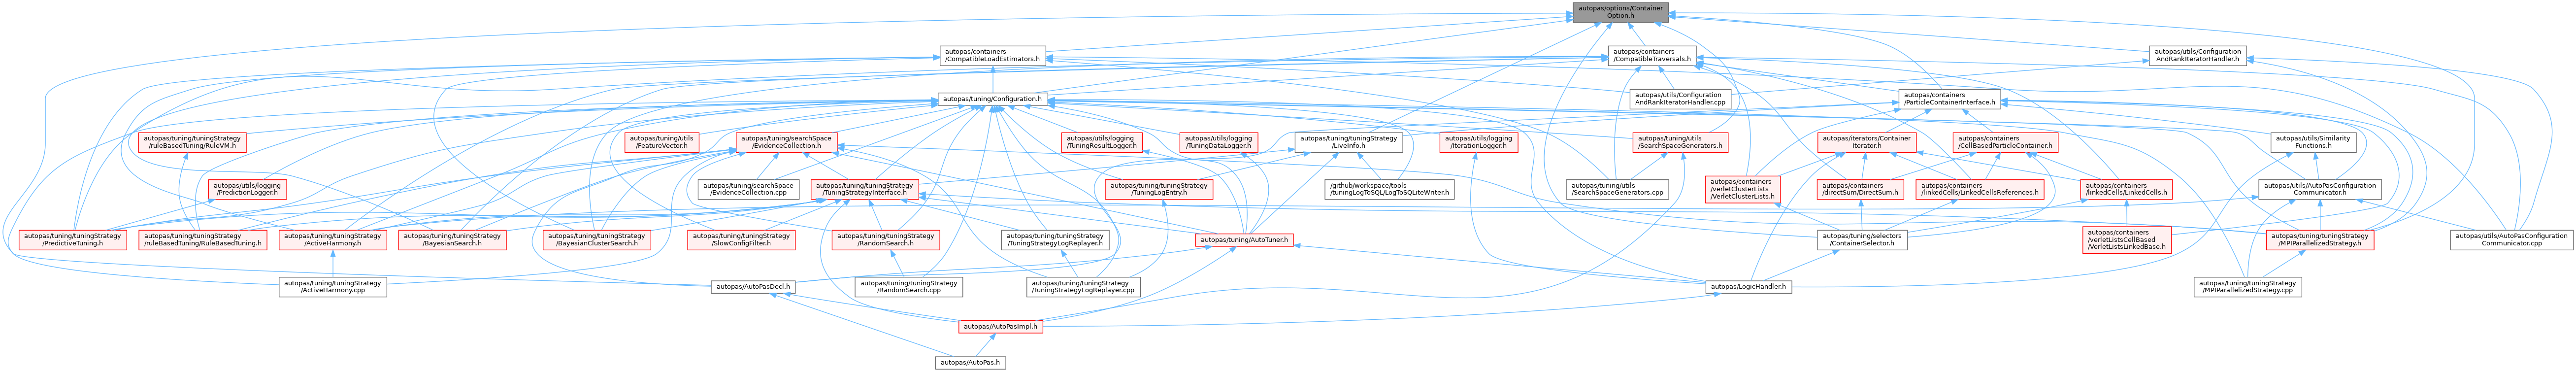 autopas/options/Container
Option.h
autopas/containers
/CompatibleLoadEstimators.h
autopas/containers
/CompatibleTraversals.h
autopas/utils/Configuration
AndRankIteratorHandler.h
autopas/tuning/Configuration.h
autopas/utils/Configuration
AndRankIteratorHandler.cpp
autopas/containers
/ParticleContainerInterface.h
autopas/tuning/tuningStrategy
/ruleBasedTuning/RuleVM.h
autopas/tuning/utils
/FeatureVector.h
autopas/tuning/searchSpace
/EvidenceCollection.h
autopas/utils/logging
/TuningResultLogger.h
autopas/utils/logging
/TuningDataLogger.h
autopas/tuning/tuningStrategy
/LiveInfo.h
autopas/utils/logging
/IterationLogger.h
autopas/tuning/utils
/SearchSpaceGenerators.h
autopas/iterators/Container
Iterator.h
autopas/containers
/CellBasedParticleContainer.h
autopas/utils/Similarity
Functions.h
autopas/utils/logging
/PredictionLogger.h
autopas/tuning/searchSpace
/EvidenceCollection.cpp
autopas/tuning/tuningStrategy
/TuningStrategyInterface.h
autopas/tuning/tuningStrategy
/TuningLogEntry.h
/github/workspace/tools
/tuningLogToSQL/LogToSQLiteWriter.h
autopas/tuning/utils
/SearchSpaceGenerators.cpp
autopas/containers
/verletClusterLists
/VerletClusterLists.h
autopas/containers
/directSum/DirectSum.h
autopas/containers
/linkedCells/LinkedCellsReferences.h
autopas/containers
/linkedCells/LinkedCells.h
autopas/utils/AutoPasConfiguration
Communicator.h
autopas/tuning/tuningStrategy
/PredictiveTuning.h
autopas/tuning/tuningStrategy
/ruleBasedTuning/RuleBasedTuning.h
autopas/tuning/tuningStrategy
/ActiveHarmony.h
autopas/tuning/tuningStrategy
/BayesianSearch.h
autopas/tuning/tuningStrategy
/BayesianClusterSearch.h
autopas/tuning/tuningStrategy
/SlowConfigFilter.h
autopas/tuning/tuningStrategy
/RandomSearch.h
autopas/tuning/tuningStrategy
/TuningStrategyLogReplayer.h
autopas/tuning/AutoTuner.h
autopas/tuning/selectors
/ContainerSelector.h
autopas/containers
/verletListsCellBased
/VerletListsLinkedBase.h
autopas/tuning/tuningStrategy
/MPIParallelizedStrategy.h
autopas/utils/AutoPasConfiguration
Communicator.cpp
autopas/tuning/tuningStrategy
/ActiveHarmony.cpp
autopas/AutoPasDecl.h
autopas/tuning/tuningStrategy
/RandomSearch.cpp
autopas/tuning/tuningStrategy
/TuningStrategyLogReplayer.cpp
autopas/LogicHandler.h
autopas/tuning/tuningStrategy
/MPIParallelizedStrategy.cpp
autopas/AutoPasImpl.h
autopas/AutoPas.h